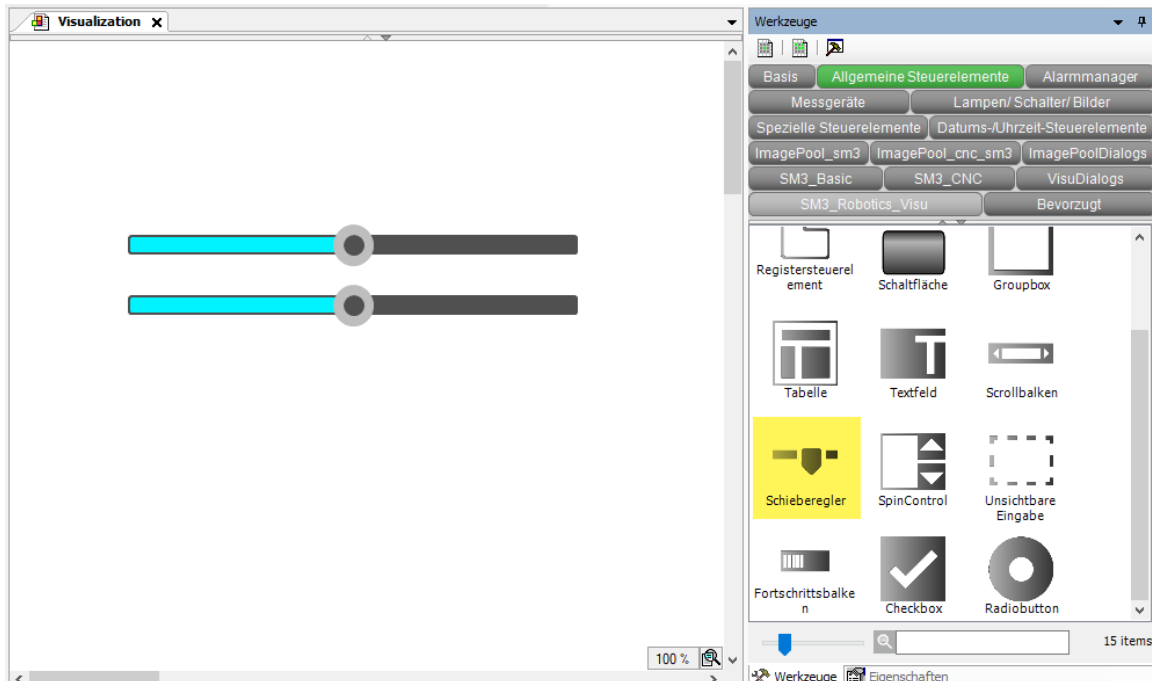 Visualization
Werkzeuge
Basis Allgemeine Steuerelemente Alarmmanager
Messgeräte Lampen/ Schalter/ Bilder
Spezielle Steuerelemente Datums-/Uhrzeit-Steuerelemente
ImagePool_sm3 ImagePool_cnc_sm3 ImagePoolDialogs
SM3_Basic SM3_CNC VisuDialogs
SM3_Robotics_Visu Bevorzugt
Registersteuerel
ement
Schaltfläche
Groupbox
Tabelle
Textfeld
Scrollbalken
Schieberegler
SpinControl
Unsichtbare
Eingabe
Fortschrittsbalke
n
Checkbox
Radiobutton
100 %
15 items
Werkzeuge Eigenschaften